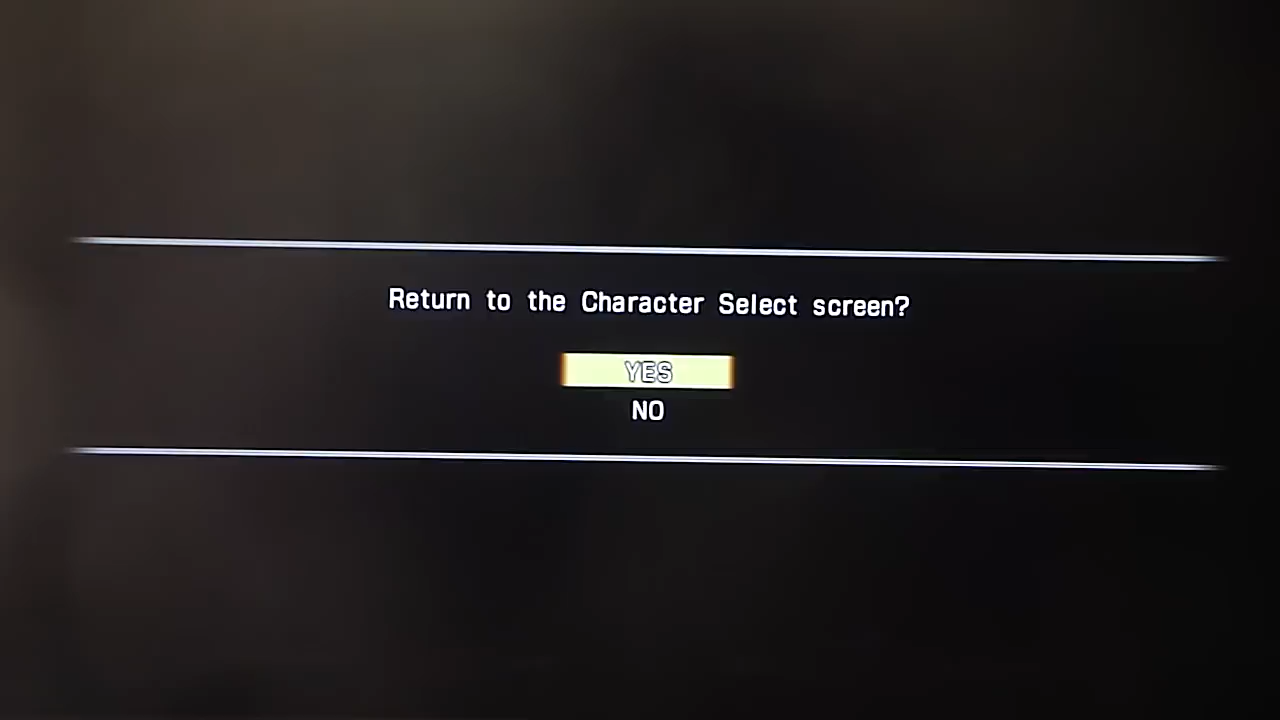 Return to the Character Select screen?
YES
NO